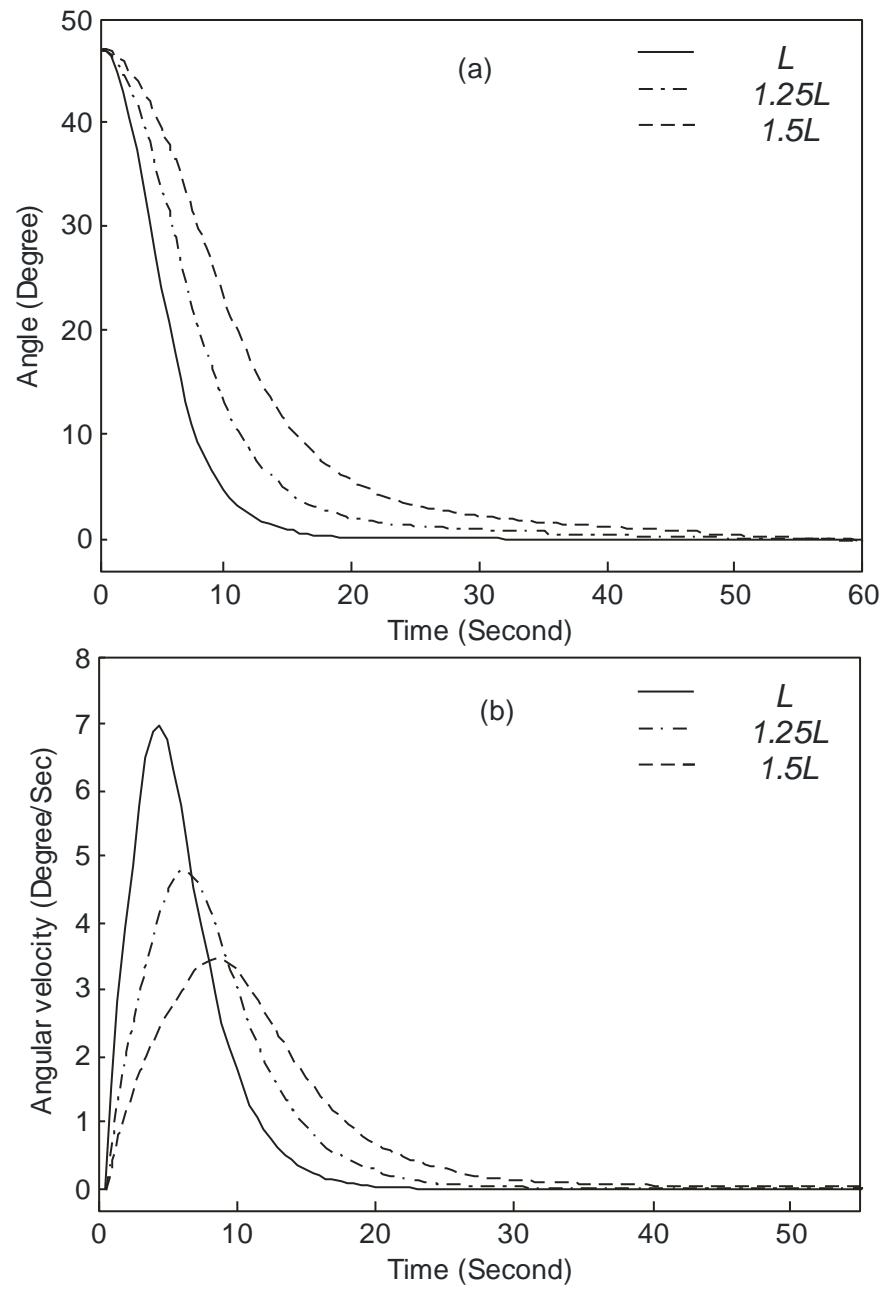 50
40
30
20
10
0
Angle (Degree)
(a)
L
1.25L
1.5L
0 10 20 30 40 50 60
Time (Second)
8
7
6
5
4
3
2
1
0
Angular velocity (Degree/Sec)
(b)
L
1.25L
1.5L
0 10 20 30 40 50
Time (Second)